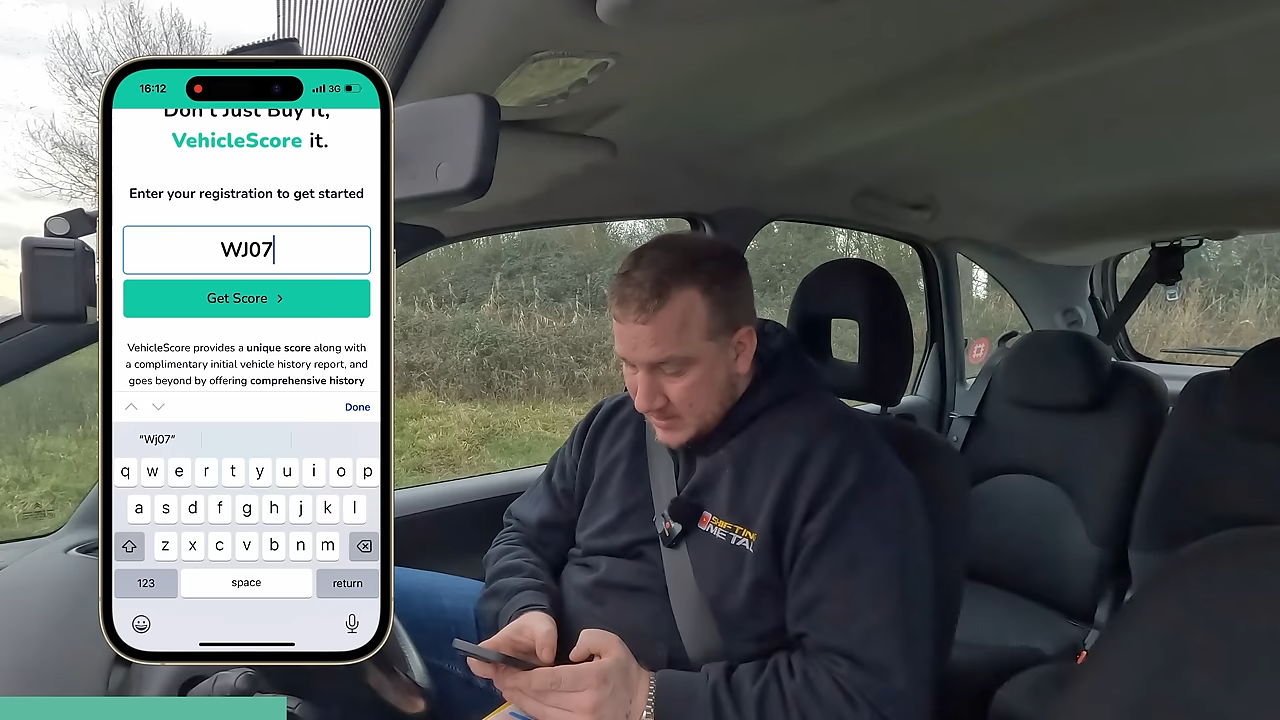 16:12
3G
Don't Just Buy It,
VehicleScore it.
Enter your registration to get started
WJ07
Get Score >
VehicleScore provides a unique score along with
a complimentary initial vehicle history report, and
goes beyond by offering comprehensive history
Done
"Wj07"
q w e r t y u i o p
a s d f g h j k l
z x c v b n m
123 space return
SHIFTING
METAL